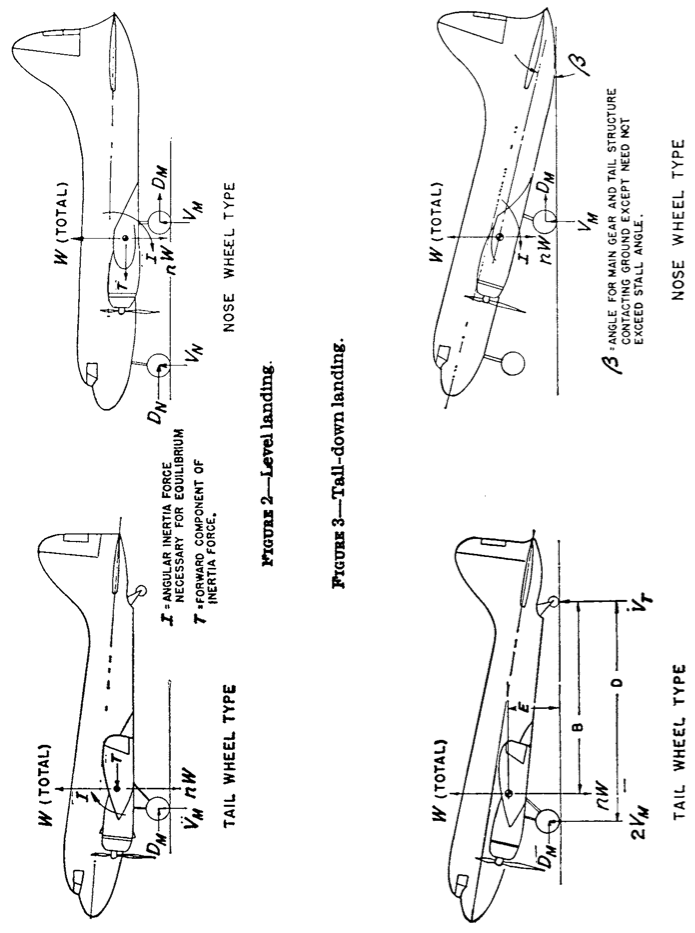 W (TOTAL)
I
T
D_M
V_M
nW
TAIL WHEEL TYPE
I = ANGULAR INERTIA FORCE
NECESSARY FOR EQUILIBRIUM
T = FORWARD COMPONENT OF
INERTIA FORCE.
W (TOTAL)
T
I
nW
D_N
V_N
D_M
V_M
NOSE WHEEL TYPE
FIGURE 2—Level landing.
FIGURE 3—Tail-down landing.
W (TOTAL)
E
D_M
nW
B
D
2V_M
V_T
TAIL WHEEL TYPE
W (TOTAL)
I
nW
D_M
V_M
β
β = ANGLE FOR MAIN GEAR AND TAIL STRUCTURE
CONTACTING GROUND EXCEPT NEED NOT
EXCEED STALL ANGLE.
NOSE WHEEL TYPE